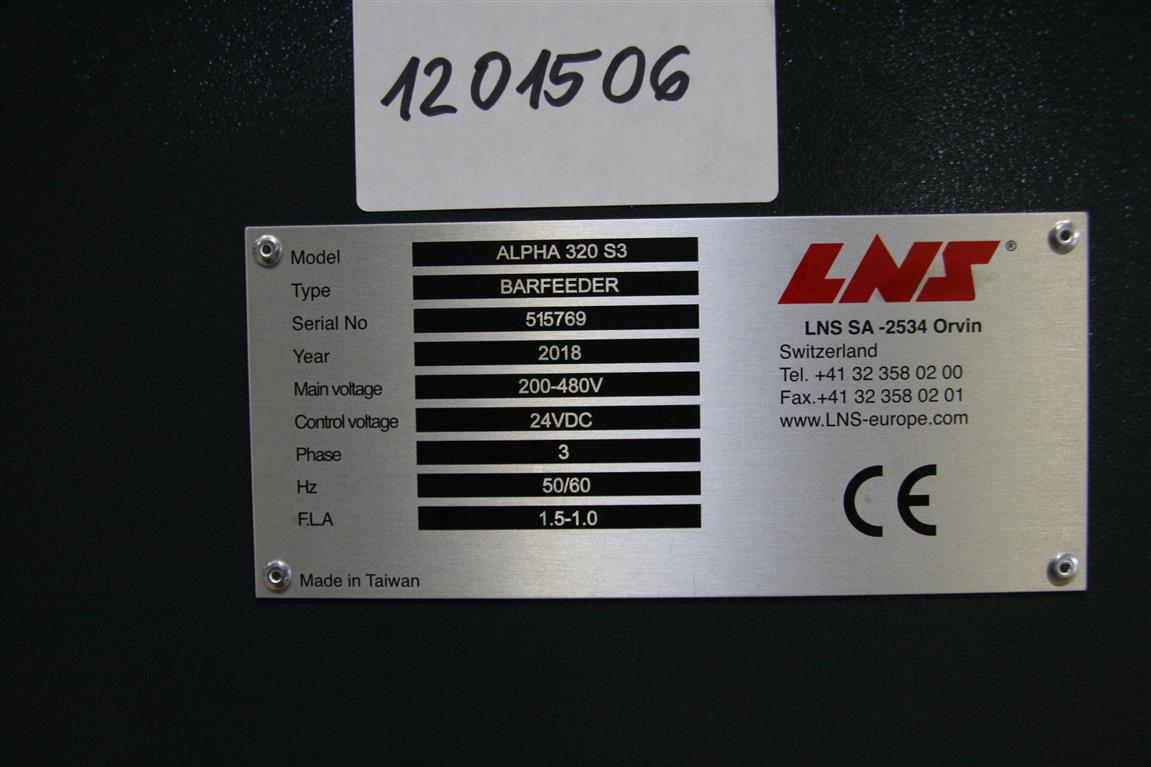 1201506
Model ALPHA 320 S3
Type BARFEEDER
Serial No 515769
Year 2018
Main voltage 200-480V
Control voltage 24VDC
Phase 3
Hz 50/60
F.L.A 1.5-1.0
Made in Taiwan
LNS®
LNS SA -2534 Orvin
Switzerland
Tel. +41 32 358 02 00
Fax.+41 32 358 02 01
www.LNS-europe.com
CE